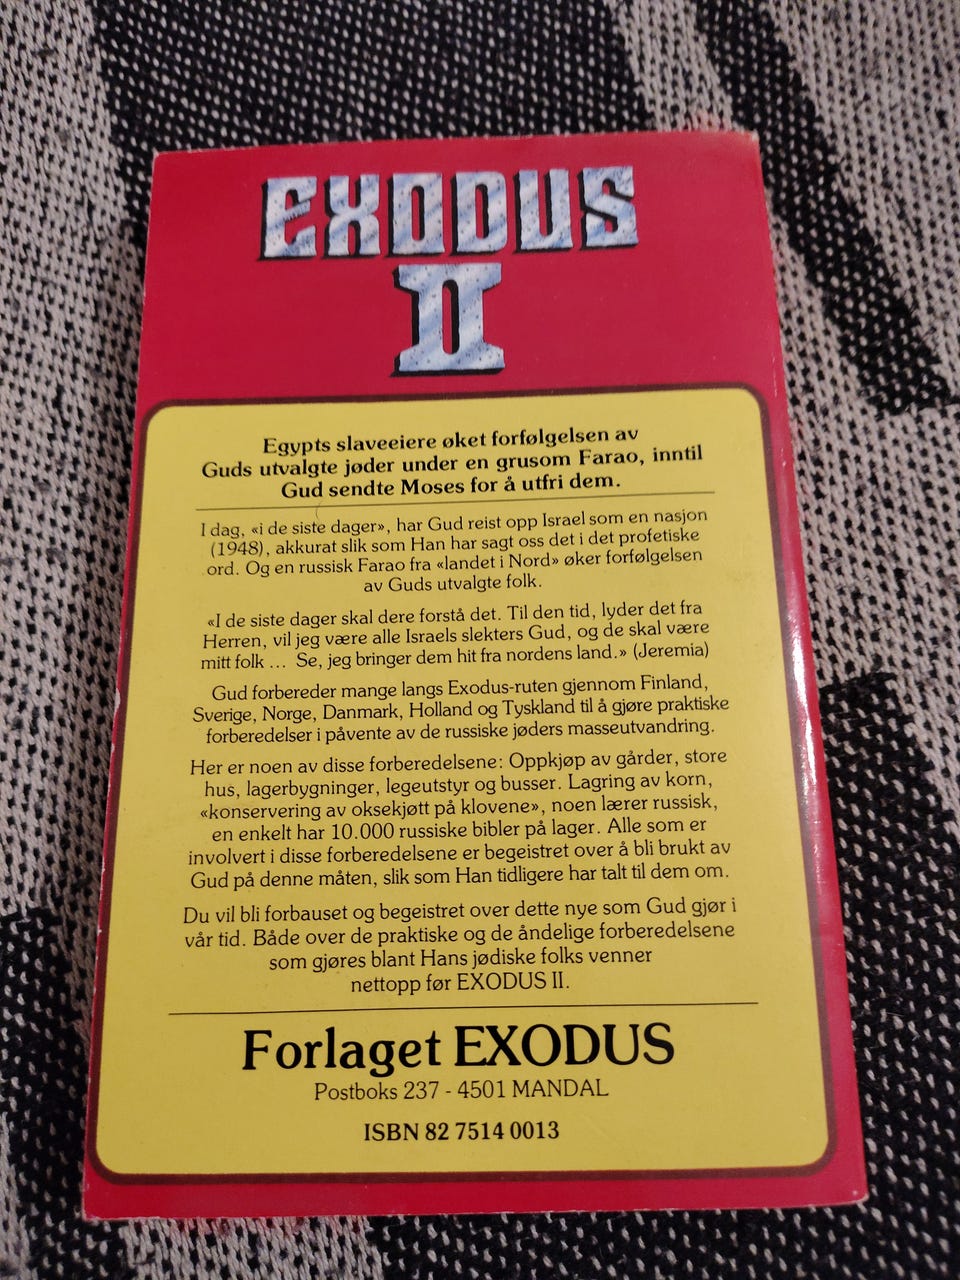 EXODUS
II
Egypts slaveeiere øket forfølgelsen av
Guds utvalgte jøder under en grusom Farao, inntil
Gud sendte Moses for å utfri dem.
I dag, «i de siste dager», har Gud reist opp Israel som en nasjon
(1948), akkurat slik som Han har sagt oss det i det profetiske
ord. Og en russisk Farao fra «landet i Nord» øker forfølgelsen
av Guds utvalgte folk.
«I de siste dager skal dere forstå det. Til den tid, lyder det fra
Herren, vil jeg være alle Israels slekters Gud, og de skal være
mitt folk ... Se, jeg bringer dem hit fra nordens land.» (Jeremia)
Gud forbereder mange langs Exodus-ruten gjennom Finland,
Sverige, Norge, Danmark, Holland og Tyskland til å gjøre praktiske
forberedelser i påvente av de russiske jøders masseutvandring.
Her er noen av disse forberedelsene: Oppkjøp av gårder, store
hus, lagerbygninger, legeutstyr og busser. Lagring av korn,
«konservering av oksekjøtt på klovene», noen lærer russisk,
en enkelt har 10.000 russiske bibler på lager. Alle som er
involvert i disse forberedelsene er begeistret over å bli brukt av
Gud på denne måten, slik som Han tidligere har talt til dem om.
Du vil bli forbauset og begeistret over dette nye som Gud gjør i
vår tid. Både over de praktiske og de åndelige forberedelsene
som gjøres blant Hans jødiske folks venner
nettopp før EXODUS II.
Forlaget EXODUS
Postboks 237 - 4501 MANDAL
ISBN 82 7514 0013